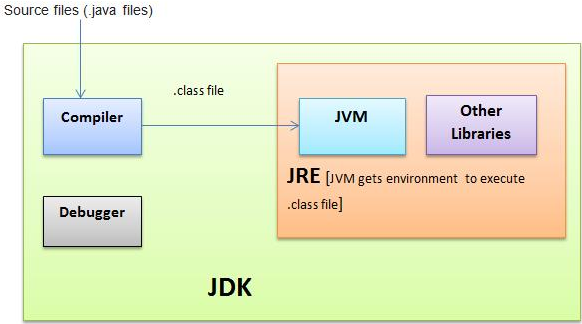 Source files (.java files)
.class file
Compiler
JVM
Other
Libraries
JRE [JVM gets environment to execute
.class file]
Debugger
JDK